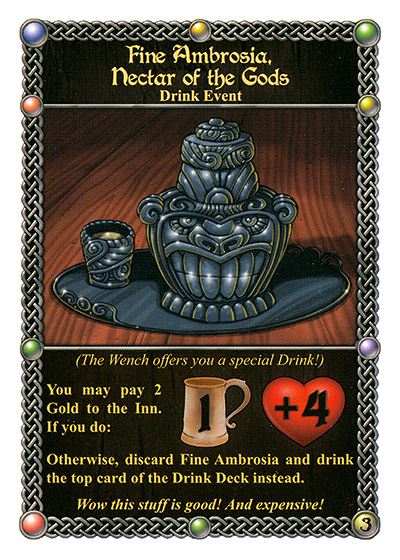 Fine Ambrosia,
Nectar of the Gods
Drink Event
(The Wench offers you a special Drink!)
You may pay 2
Gold to the Inn.
If you do:
1
+4
Otherwise, discard Fine Ambrosia and drink
the top card of the Drink Deck instead.
Wow this stuff is good! And expensive!
3